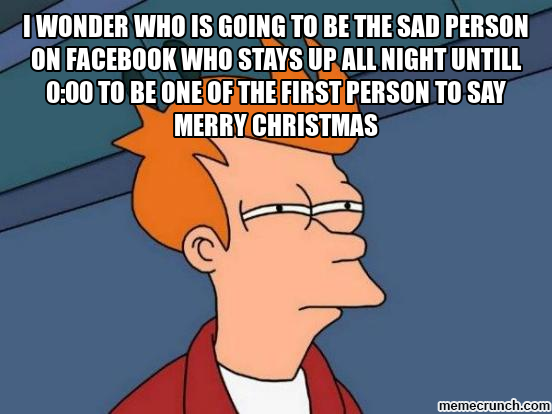 I WONDER WHO IS GOING TO BE THE SAD PERSON
ON FACEBOOK WHO STAYS UP ALL NIGHT UNTILL
0:00 TO BE ONE OF THE FIRST PERSON TO SAY
MERRY CHRISTMAS
memecrunch.com